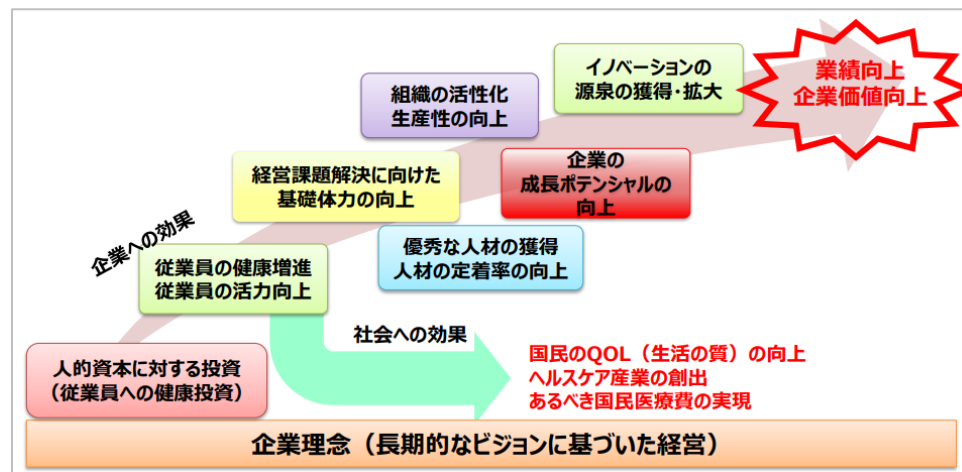 イノベーションの
源泉の獲得・拡大
業績向上
企業価値向上
組織の活性化
生産性の向上
経営課題解決に向けた
基礎体力の向上
企業の
成長ポテンシャルの
向上
企業への効果
従業員の健康増進
従業員の活力向上
優秀な人材の獲得
人材の定着率の向上
社会への効果
人的資本に対する投資
（従業員への健康投資）
国民のQOL（生活の質）の向上
ヘルスケア産業の創出
あるべき国民医療費の実現
企業理念（長期的なビジョンに基づいた経営）